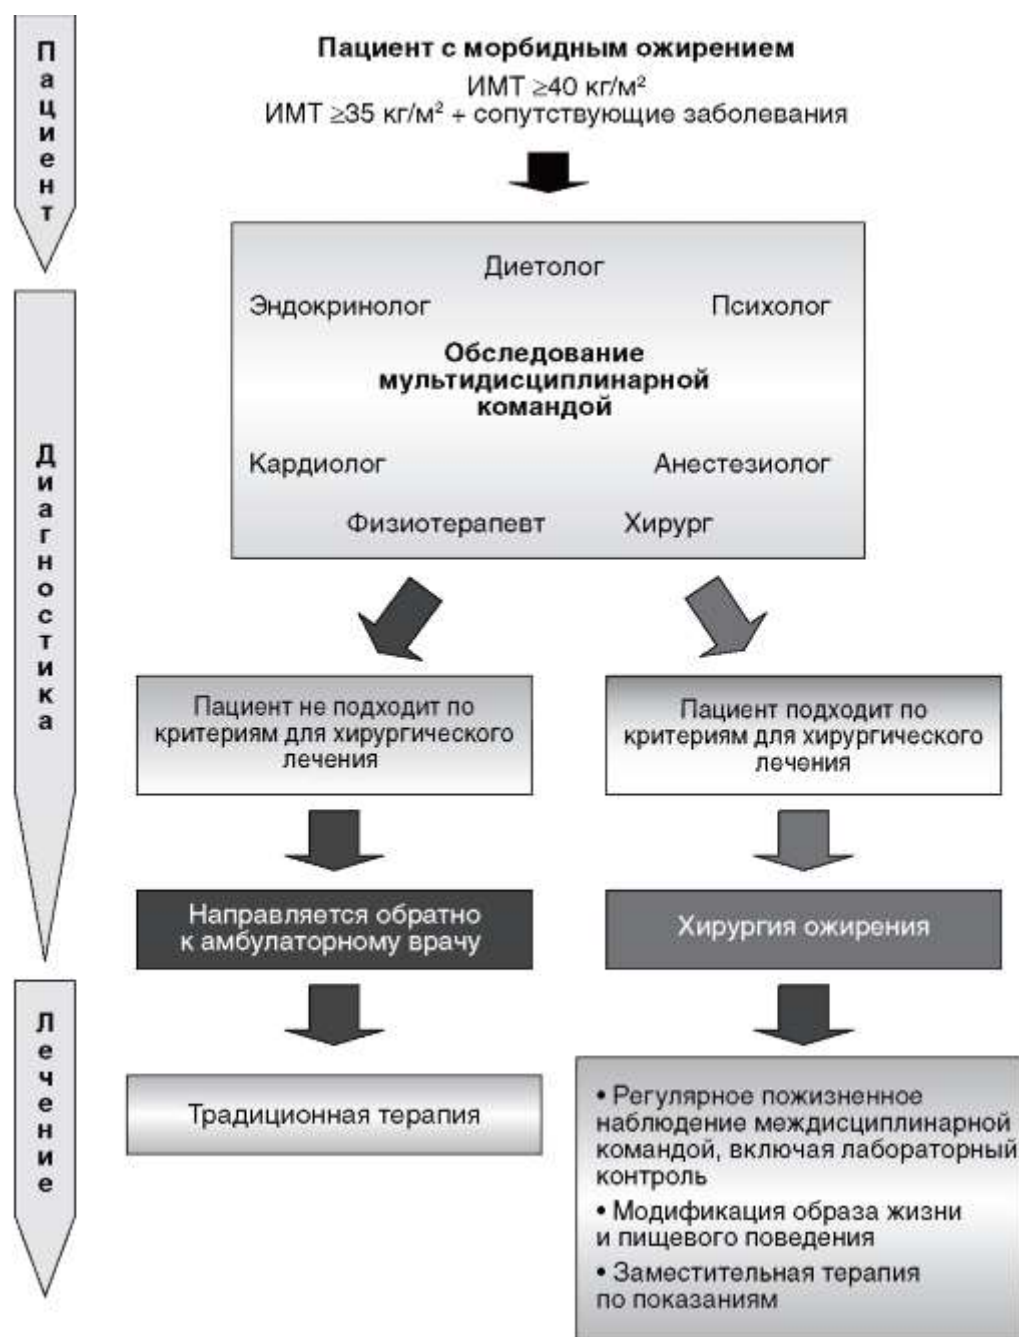 Пациент
Пациент с морбидным ожирением
ИМТ ≥40 кг/м²
ИМТ ≥35 кг/м² + сопутствующие заболевания
Диагностика
Диетолог
Эндокринолог
Психолог
Обследование
мультидисциплинарной
командой
Кардиолог
Анестезиолог
Физиотерапевт
Хирург
Пациент не подходит по
критериям для хирургического
лечения
Пациент подходит по
критериям для хирургического
лечения
Направляется обратно
к амбулаторному врачу
Хирургия ожирения
Лечение
Традиционная терапия
• Регулярное пожизненное
наблюдение междисциплинарной
командой, включая лабораторный
контроль
• Модификация образа жизни
и пищевого поведения
• Заместительная терапия
по показаниям